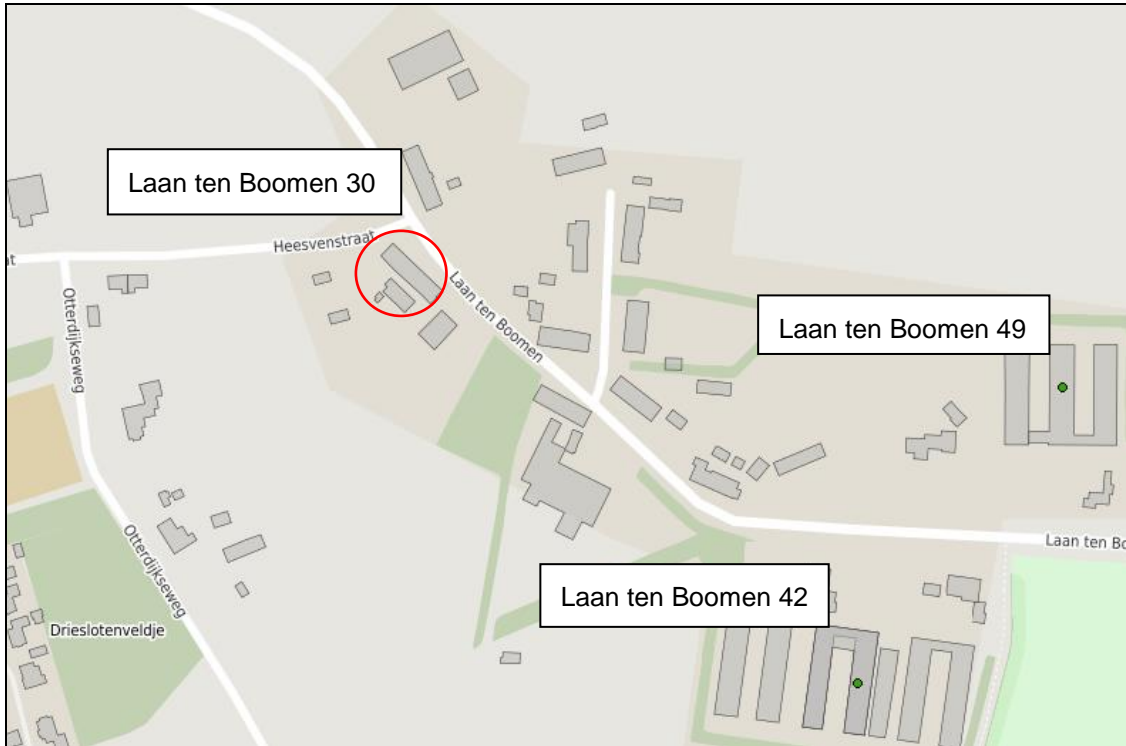 Laan ten Boomen 30
Heesvenstraat
at
Otterdijkseweg
Laan ten Boomen
Laan ten Boomen 49
Laan ten Bo
Otterdijkseweg
Laan ten Boomen 42
Drieslotenveldje